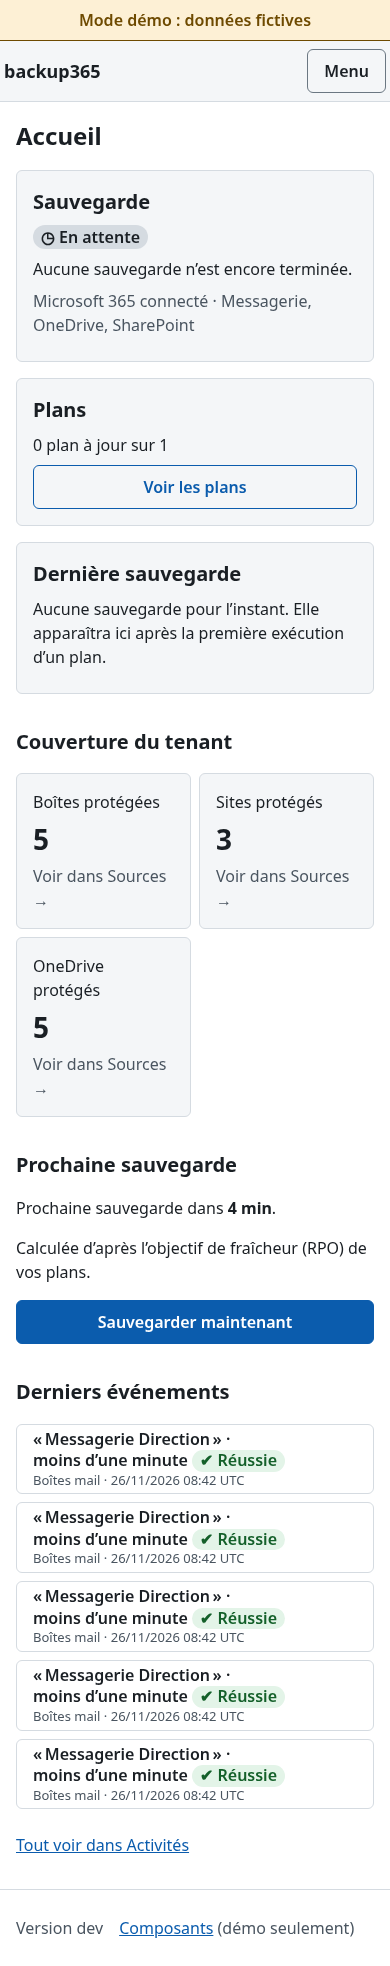 Mode démo : données fictives
backup365
Menu
Accueil
Sauvegarde
◷ En attente
Aucune sauvegarde n’est encore terminée.
Microsoft 365 connecté · Messagerie,
OneDrive, SharePoint
Plans
0 plan à jour sur 1
Voir les plans
Dernière sauvegarde
Aucune sauvegarde pour l’instant. Elle
apparaîtra ici après la première exécution
d’un plan.
Couverture du tenant
Boîtes protégées
5
Voir dans Sources
→
Sites protégés
3
Voir dans Sources
→
OneDrive
protégés
5
Voir dans Sources
→
Prochaine sauvegarde
Prochaine sauvegarde dans 4 min.
Calculée d’après l’objectif de fraîcheur (RPO) de
vos plans.
Sauvegarder maintenant
Derniers événements
« Messagerie Direction » ·
moins d’une minute ✔ Réussie
Boîtes mail · 26/11/2026 08:42 UTC
« Messagerie Direction » ·
moins d’une minute ✔ Réussie
Boîtes mail · 26/11/2026 08:42 UTC
« Messagerie Direction » ·
moins d’une minute ✔ Réussie
Boîtes mail · 26/11/2026 08:42 UTC
« Messagerie Direction » ·
moins d’une minute ✔ Réussie
Boîtes mail · 26/11/2026 08:42 UTC
« Messagerie Direction » ·
moins d’une minute ✔ Réussie
Boîtes mail · 26/11/2026 08:42 UTC
Tout voir dans Activités
Version dev Composants (démo seulement)